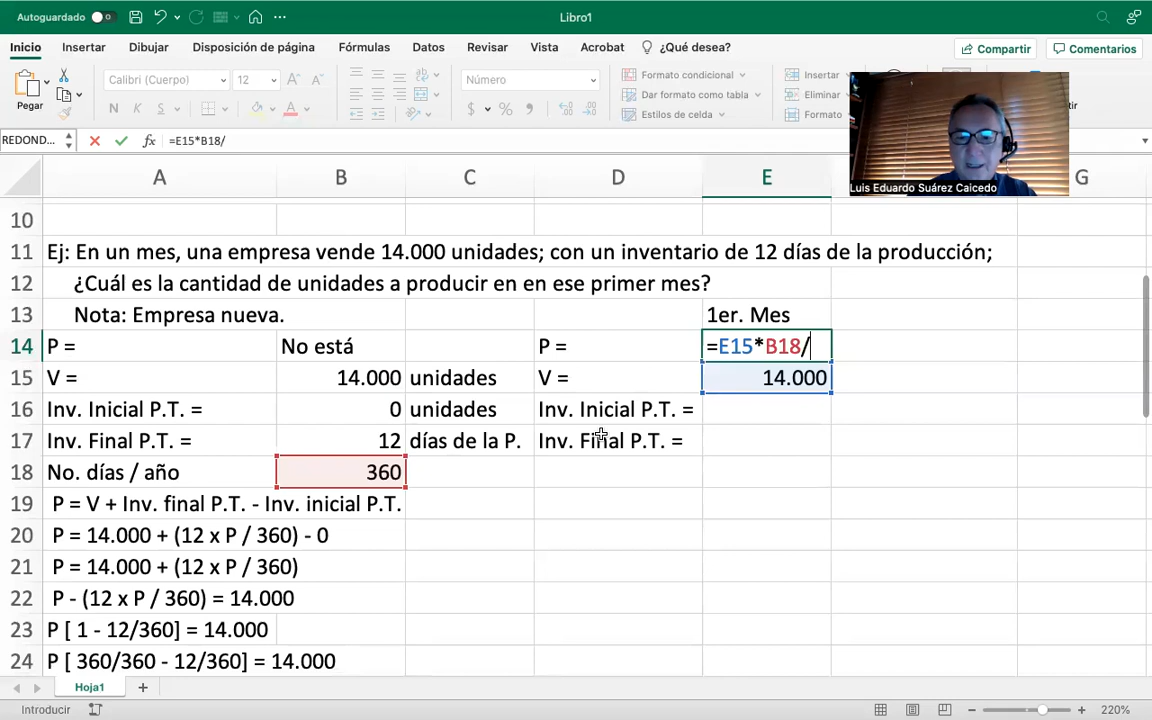 Autoguardado 0 Libro1
Inicio Insertar Dibujar Disposición de página Fórmulas Datos Revisar Vista Acrobat ¿Qué desea? Compartir Comentarios
Pegar Calibri (Cuerpo) 12 Número Formato condicional Insertar
N K S $ % Dar formato como tabla Eliminar
Estilos de celda Formato
Luis Eduardo Suárez Caicedo
REDOND... fx =E15*B18/
A B C D E G
10
11 Ej: En un mes, una empresa vende 14.000 unidades; con un inventario de 12 días de la producción;
12 ¿Cuál es la cantidad de unidades a producir en en ese primer mes?
13 Nota: Empresa nueva. 1er. Mes
14 P = No está P = =E15*B18/
15 V = 14.000 unidades V = 14.000
16 Inv. Inicial P.T. = 0 unidades Inv. Inicial P.T. =
17 Inv. Final P.T. = 12 días de la P. Inv. Final P.T. =
18 No. días / año 360
19 P = V + Inv. final P.T. - Inv. inicial P.T.
20 P = 14.000 + (12 x P / 360) - 0
21 P = 14.000 + (12 x P / 360)
22 P - (12 x P / 360) = 14.000
23 P [ 1 - 12/360] = 14.000
24 P [ 360/360 - 12/360] = 14.000
Hoja1
Introducir 220%